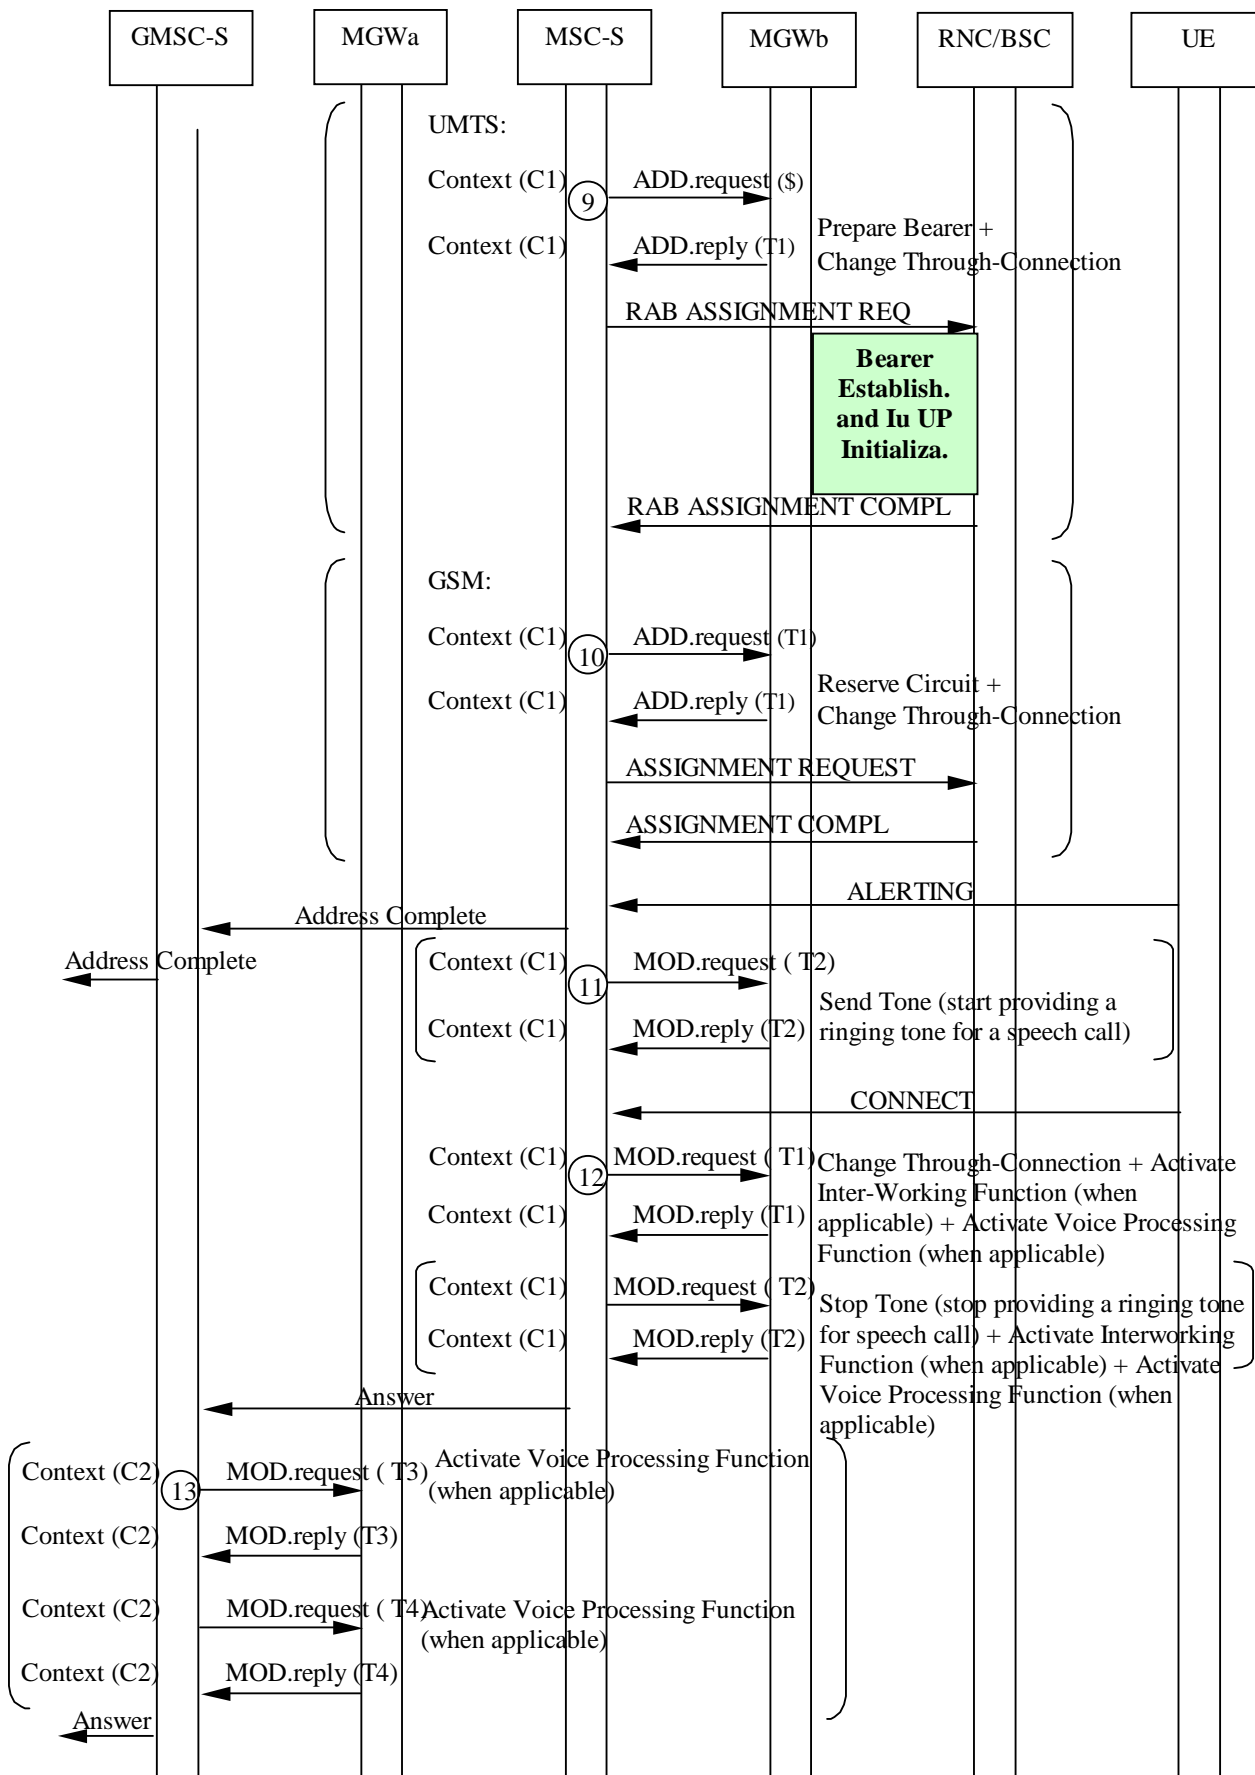 GMSC-S
MGWa
MSC-S
MGWb
RNC/BSC
UE
UMTS:
Context (C1)
9
ADD.request ($)
Context (C1)
ADD.reply (T1)
Prepare Bearer +
Change Through-Connection
RAB ASSIGNMENT REQ
Bearer
Establish.
and Iu UP
Initializa.
RAB ASSIGNMENT COMPL
GSM:
Context (C1)
10
ADD.request (T1)
Context (C1)
ADD.reply (T1)
Reserve Circuit +
Change Through-Connection
ASSIGNMENT REQUEST
ASSIGNMENT COMPL
ALERTING
Address Complete
Address Complete
Context (C1)
11
MOD.request ( T2)
Context (C1)
MOD.reply (T2)
Send Tone (start providing a
ringing tone for a speech call)
CONNECT
Context (C1)
12
MOD.request ( T1)
Context (C1)
MOD.reply (T1)
Change Through-Connection + Activate
Inter-Working Function (when
applicable) + Activate Voice Processing
Function (when applicable)
Context (C1)
MOD.request ( T2)
Context (C1)
MOD.reply (T2)
Stop Tone (stop providing a ringing tone
for speech call) + Activate Interworking
Function (when applicable) + Activate
Voice Processing Function (when
applicable)
Answer
Context (C2)
13
MOD.request ( T3)
Activate Voice Processing Function
(when applicable)
Context (C2)
MOD.reply (T3)
Context (C2)
MOD.request ( T4)
Activate Voice Processing Function
(when applicable)
Context (C2)
MOD.reply (T4)
Answer